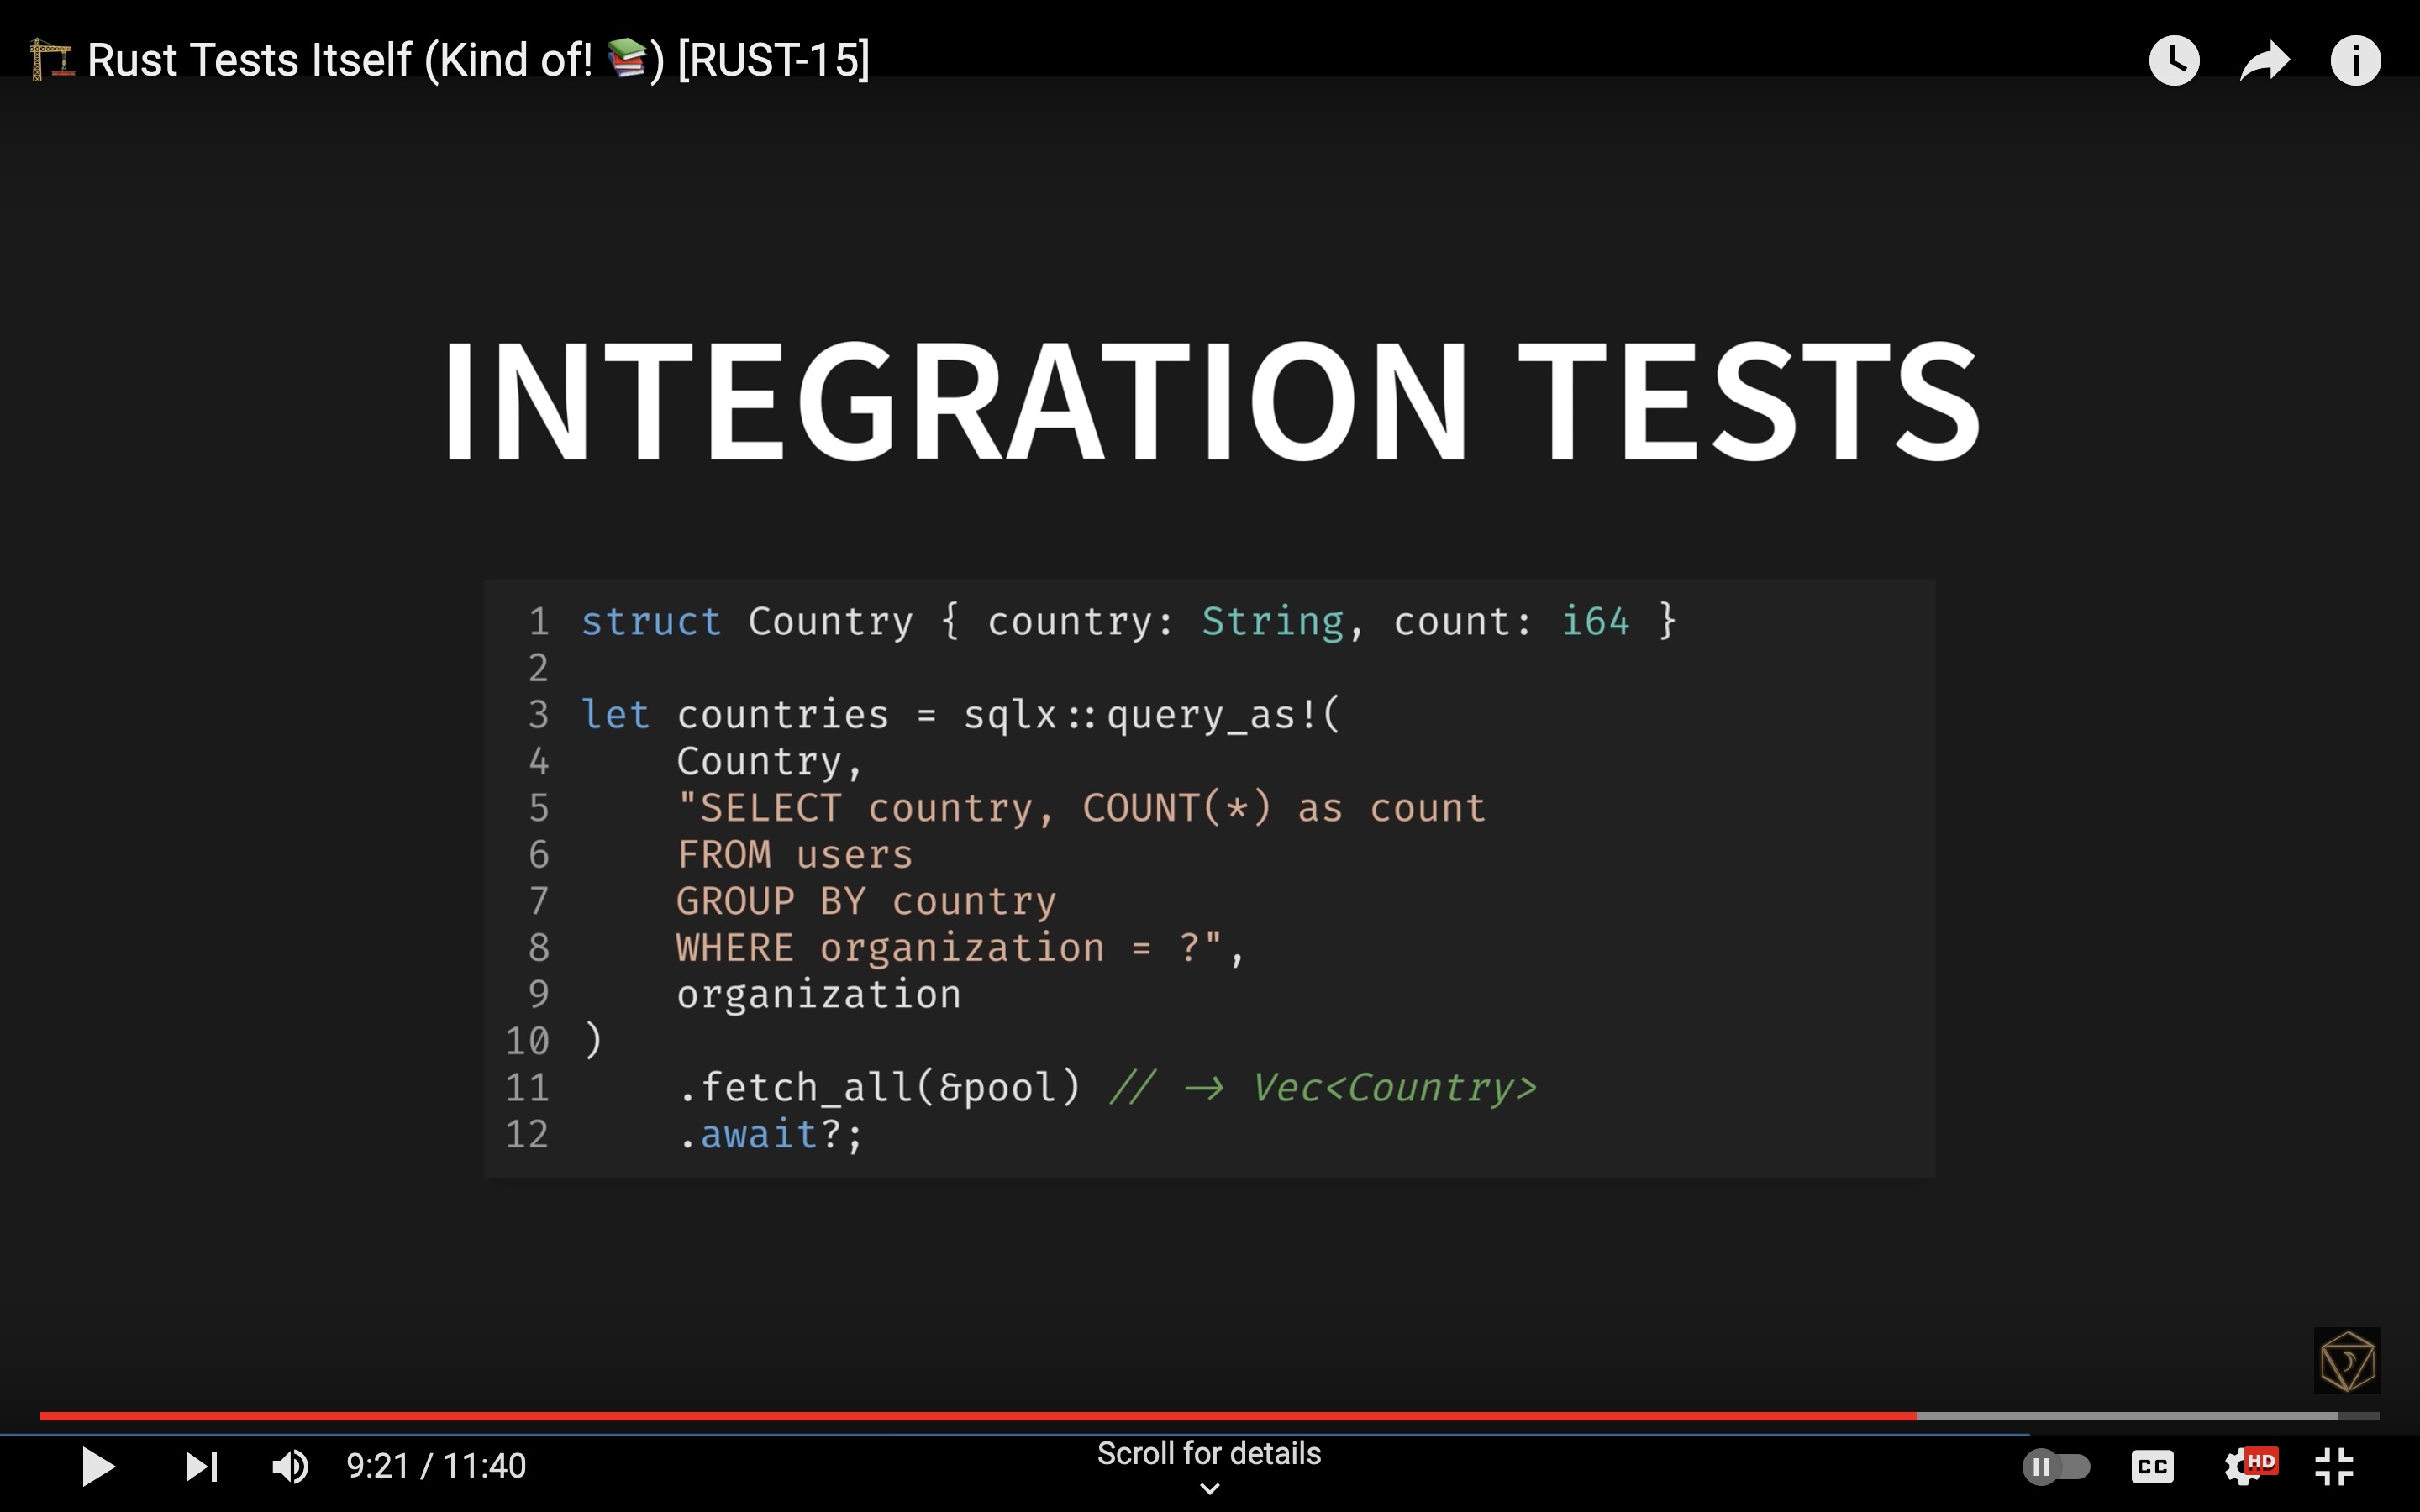 🏗 Rust Tests Itself (Kind of! 📚) [RUST-15]
INTEGRATION TESTS
1 struct Country { country: String, count: i64 }
2
3 let countries = sqlx::query_as!(
4     Country,
5     "SELECT country, COUNT(*) as count
6     FROM users
7     GROUP BY country
8     WHERE organization = ?",
9     organization
10 )
11     .fetch_all(&pool) // → Vec<Country>
12     .await?;
9:21 / 11:40
Scroll for details
CC
HD